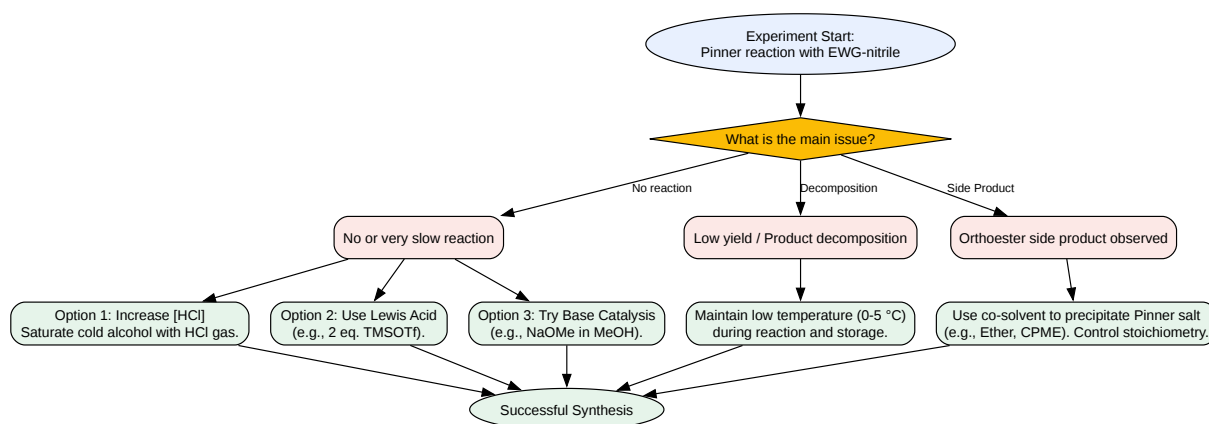 Experiment Start:
Pinner reaction with EWG-nitrile
What is the main issue?
No reaction
Decomposition
Side Product
No or very slow reaction
Low yield / Product decomposition
Orthoester side product observed
Option 1: Increase [HCl]
Saturate cold alcohol with HCl gas.
Option 2: Use Lewis Acid
(e.g., 2 eq. TMSOTf).
Option 3: Try Base Catalysis
(e.g., NaOMe in MeOH).
Maintain low temperature (0-5 °C)
during reaction and storage.
Use co-solvent to precipitate Pinner salt
(e.g., Ether, CPME). Control stoichiometry.
Successful Synthesis